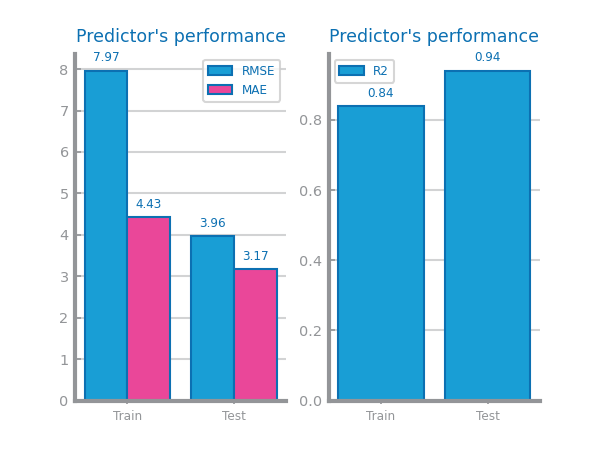 Predictor's performance
7.97
RMSE
MAE
4.43
3.96
3.17
8
7
6
5
4
3
2
1
0
Train
Test
Predictor's performance
0.94
R2
0.84
0.8
0.6
0.4
0.2
0.0
Train
Test